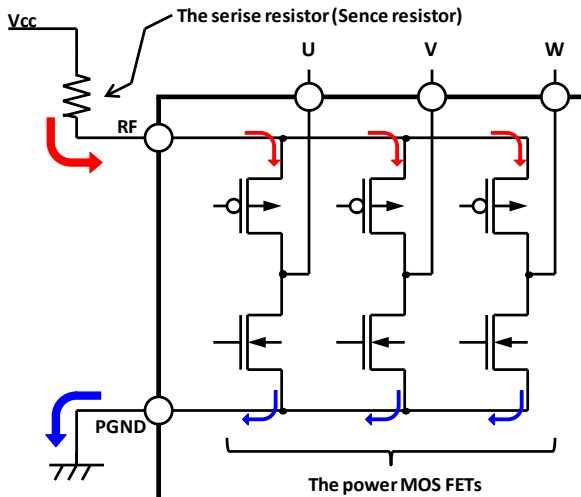 Vcc
The serise resistor (Sence resistor)
U
V
W
RF
PGND
The power MOS FETs